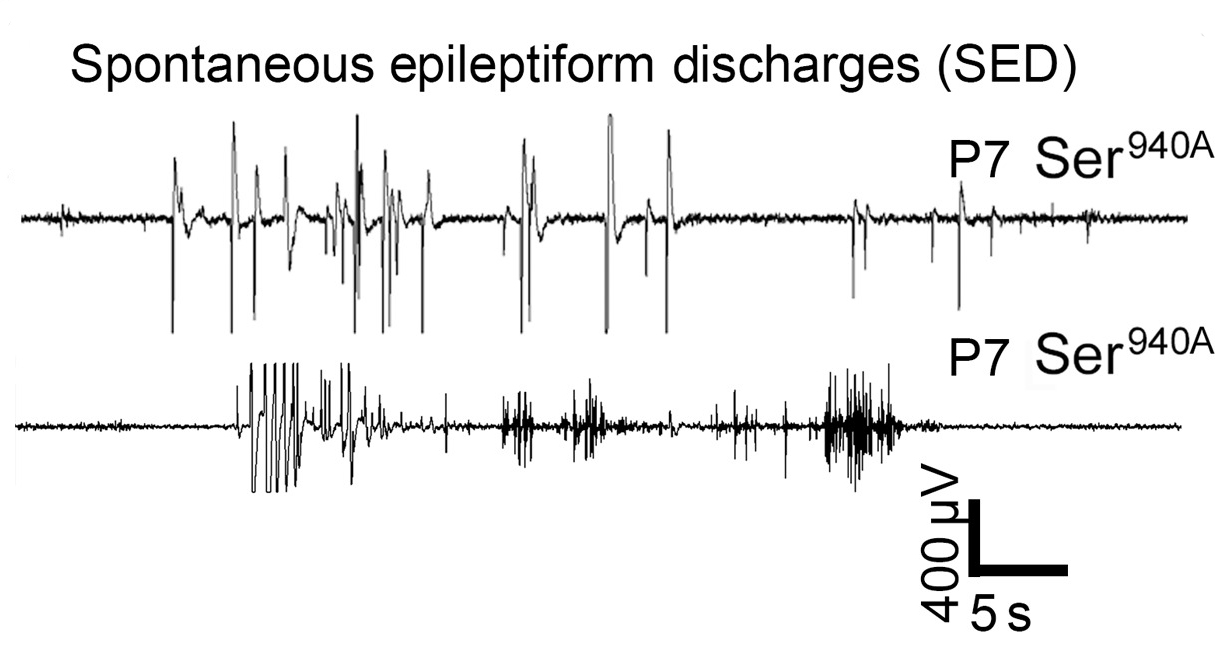 Spontaneous epileptiform discharges (SED)
P7 Ser940A
P7 Ser940A
400 µV
5 s